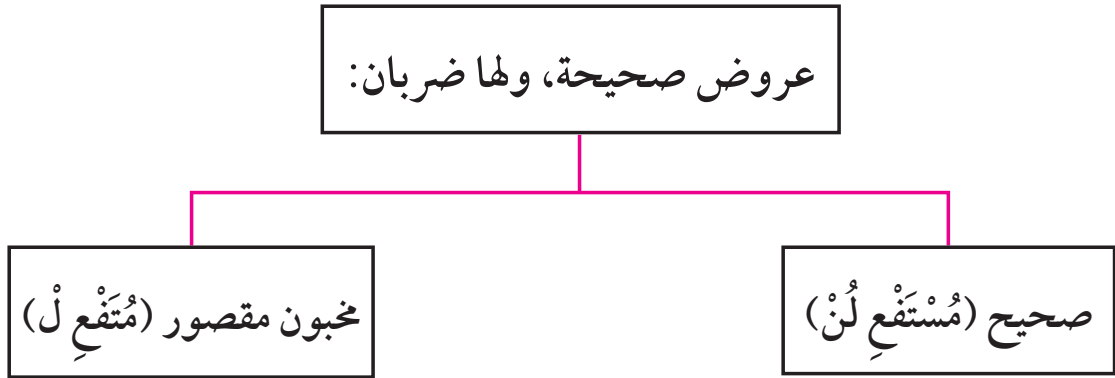 عروض صحيحة، ولها ضربان:
صحيح (مُسْتَفْعِ لُنْ)
مخبون مقصور (مُتَفْعِ لْ)